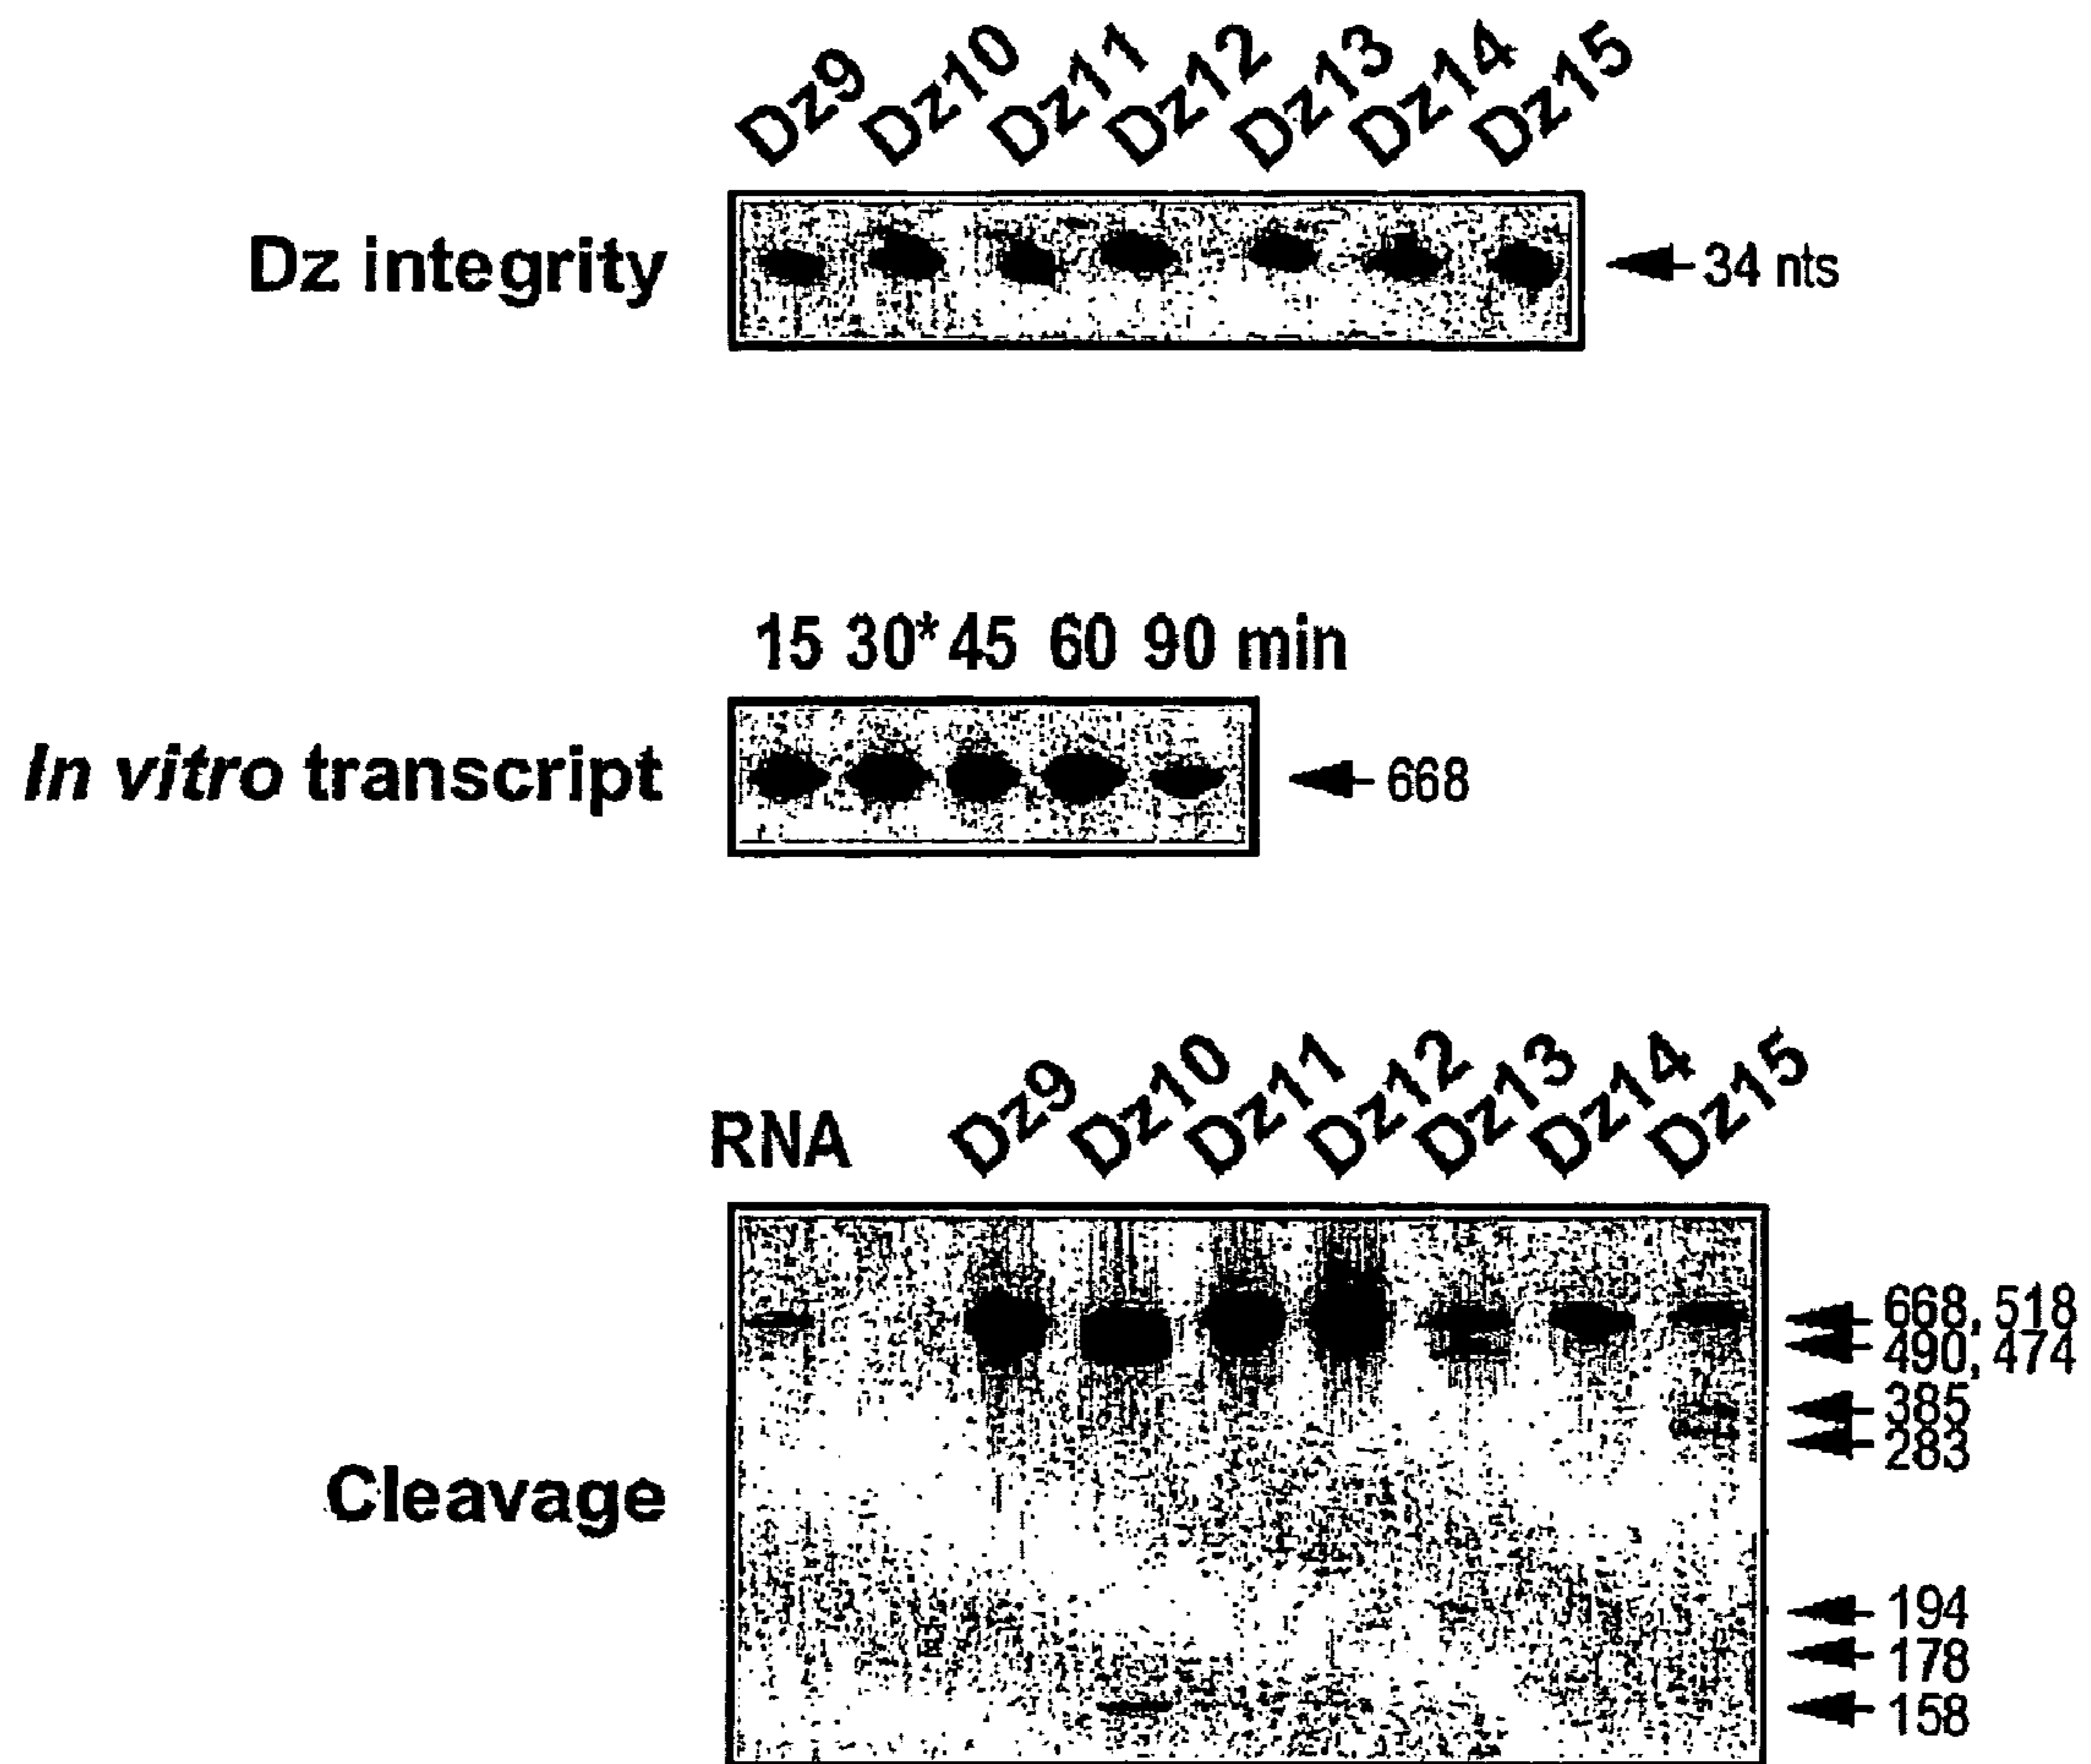 Dz9 Dz10 Dz11 Dz12 Dz13 Dz14 Dz15
Dz integrity
34 nts
15 30* 45 60 90 min
In vitro transcript
668
RNA Dz9 Dz10 Dz11 Dz12 Dz13 Dz14 Dz15
668, 518
490, 474
385
283
Cleavage
194
178
158